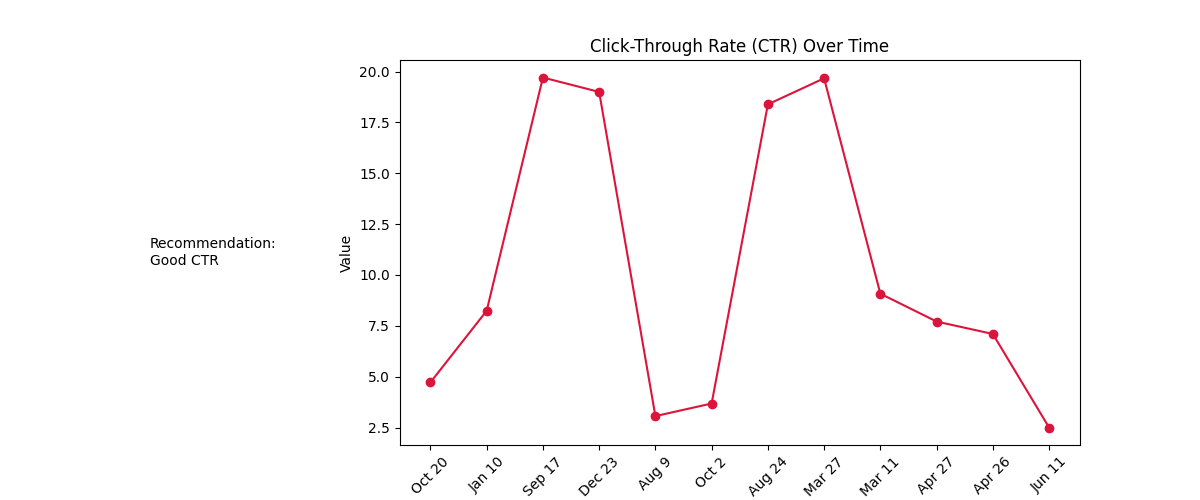 Click-Through Rate (CTR) Over Time
Recommendation:
Good CTR
Value
20.0
17.5
15.0
12.5
10.0
7.5
5.0
2.5
Oct 20
Jan 10
Sep 17
Dec 23
Aug 9
Oct 2
Aug 24
Mar 27
Mar 11
Apr 27
Apr 26
Jun 11